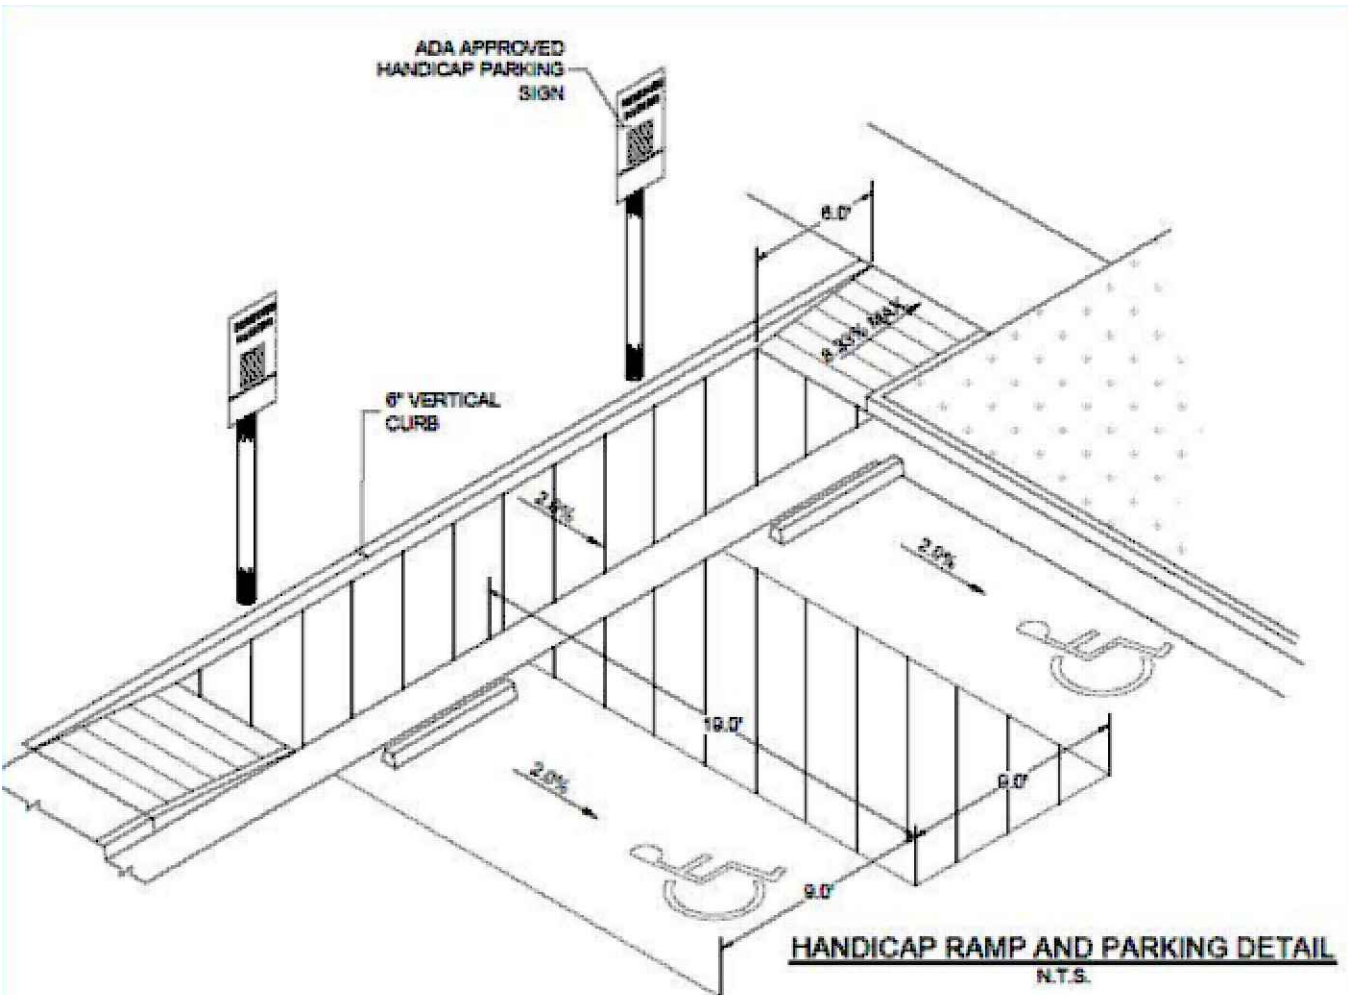 ADA APPROVED
HANDICAP PARKING
SIGN
6.0'
8.33% MAX
6" VERTICAL
CURB
2.0%
2.0%
19.0'
9.0'
2.0%
9.0'
HANDICAP RAMP AND PARKING DETAIL
N.T.S.